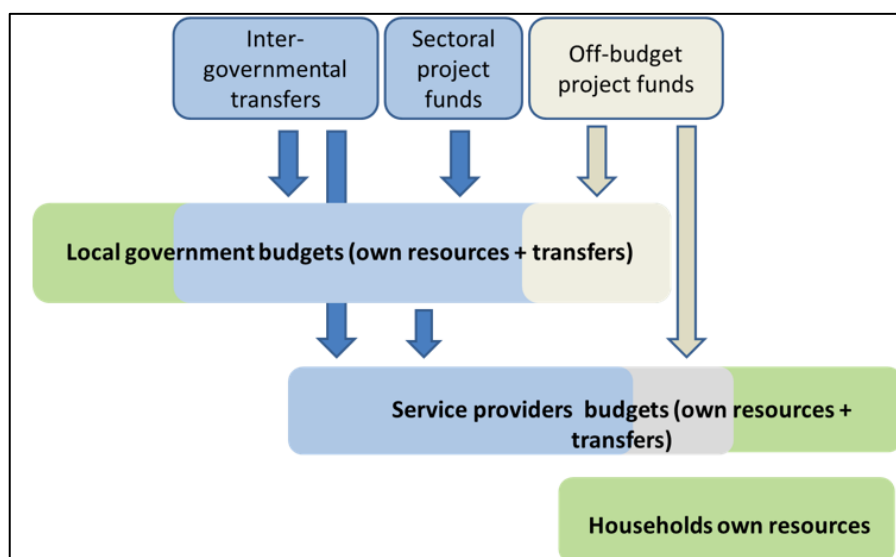 Inter-
governmental
transfers
Sectoral
project
funds
Off-budget
project funds
Local government budgets (own resources + transfers)
Service providers  budgets (own resources +
transfers)
Households own resources